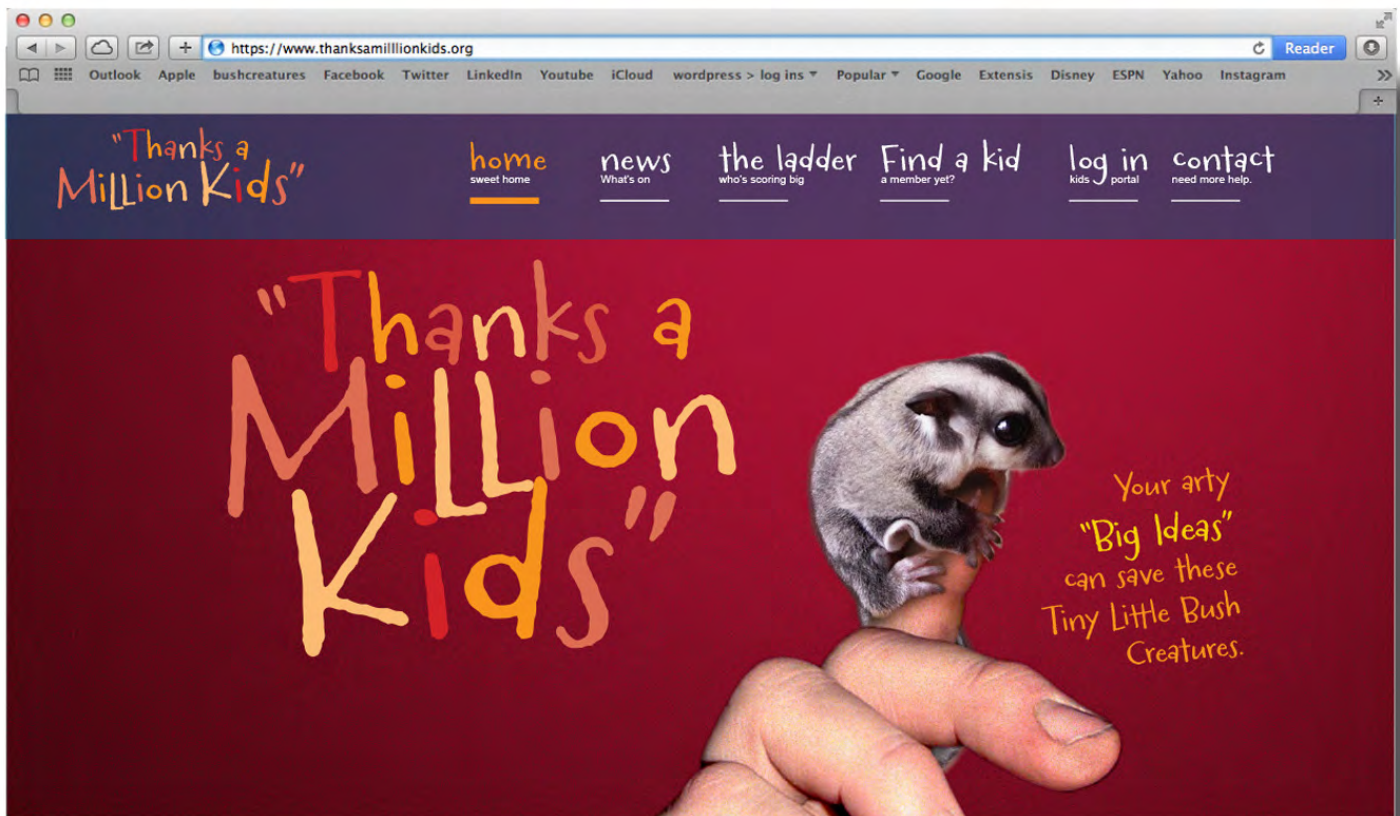 https://www.thanksamilllionkids.org
Reader
Outlook Apple bushcreatures Facebook Twitter LinkedIn Youtube iCloud wordpress > log ins Popular Google Extensis Disney ESPN Yahoo Instagram
"Thanks a
Million Kids"
home news the ladder Find a kid log in contact
sweet home What's on who's scoring big a member yet? kids portal need more help.
"Thanks a
Million
Kids"
Your arty
"Big Ideas"
can save these
Tiny Little Bush
Creatures.